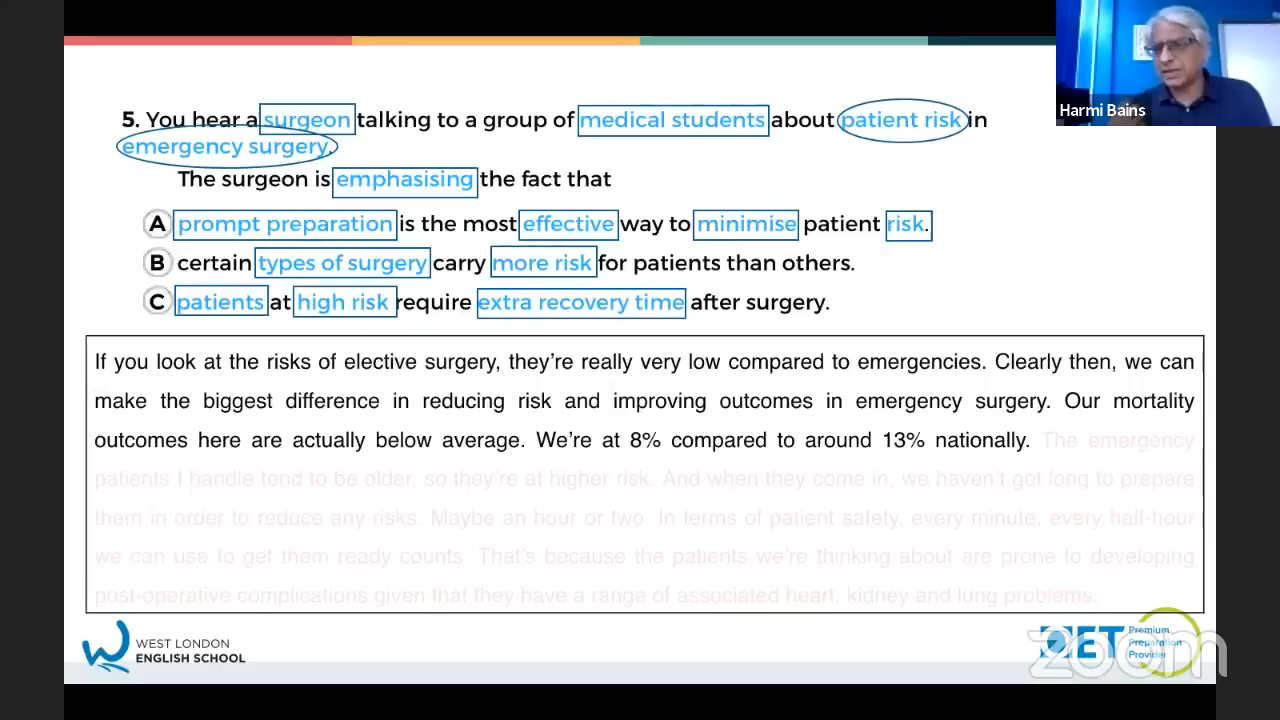 Harmi Bains
5. You hear a surgeon talking to a group of medical students about patient risk in
emergency surgery.
The surgeon is emphasising the fact that
A prompt preparation is the most effective way to minimise patient risk.
B certain types of surgery carry more risk for patients than others.
C patients at high risk require extra recovery time after surgery.
If you look at the risks of elective surgery, they're really very low compared to emergencies. Clearly then, we can
make the biggest difference in reducing risk and improving outcomes in emergency surgery. Our mortality
outcomes here are actually below average. We're at 8% compared to around 13% nationally. The emergency
patients I handle tend to be older, so they're at higher risk. And when they come in, we haven't got long to prepare
them in order to reduce any risks. Maybe an hour or two. In terms of patient safety, every minute, every half-hour
we can use to get them ready counts. That's because the patients we're thinking about are prone to developing
post-operative complications given that they have a range of associated heart, kidney and lung problems.
WEST LONDON
ENGLISH SCHOOL
OET
Premium
Preparation
Provider
zoom